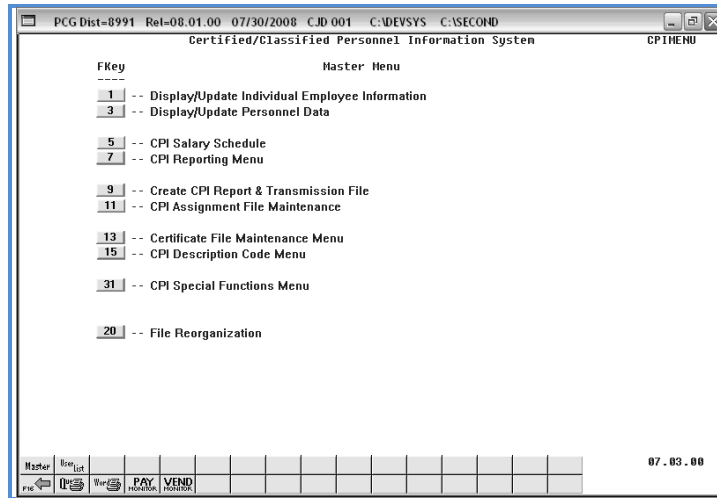 PCG Dist=8991 Rel=08.01.00 07/30/2008 CJD 001 C:\DEVSYS C:\SECOND
Certified/Classified Personnel Information System CPIMENU
FKey Master Menu
----
1 -- Display/Update Individual Employee Information
3 -- Display/Update Personnel Data
5 -- CPI Salary Schedule
7 -- CPI Reporting Menu
9 -- Create CPI Report & Transmission File
11 -- CPI Assignment File Maintenance
13 -- Certificate File Maintenance Menu
15 -- CPI Description Code Menu
31 -- CPI Special Functions Menu
20 -- File Reorganization
Master User List 07.03.00
F16 PAY MONITOR VEND MONITOR